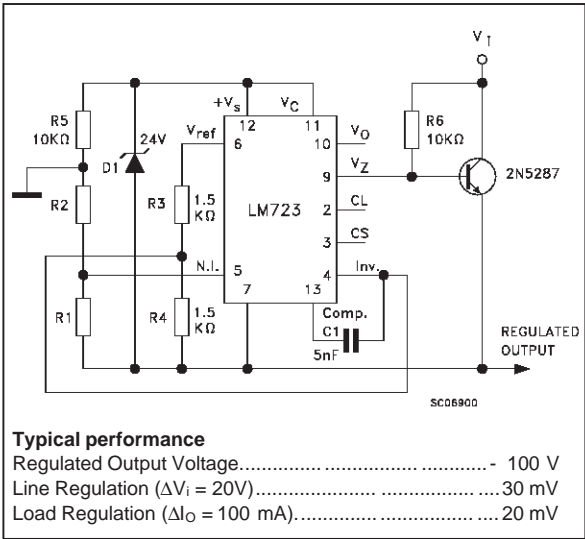 V I
+V s
V C
R5
10KΩ
12
11
R6
10KΩ
24V
V ref
6
10
V O
D1
9
V Z
2N5287
R2
R3
1.5
KΩ
LM723
2
CL
3
CS
N.I.
5
4
Inv.
7
13
R1
R4
1.5
KΩ
Comp.
C1
5nF
REGULATED
OUTPUT
SC06900
Typical performance
Regulated Output Voltage................................................- 100 V
Line Regulation (ΔVi = 20V)................................................30 mV
Load Regulation (ΔIO = 100 mA)........................................20 mV